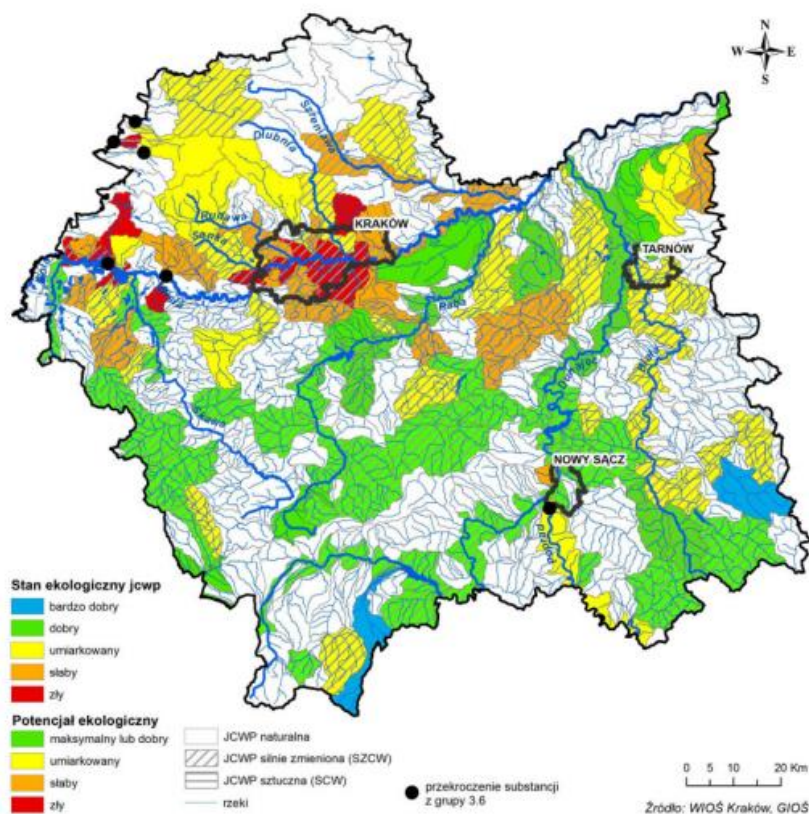 N
W E
S
Szreniawa
Dłubnia
Rudawa
Sanka
KRAKÓW
TARNÓW
Raba
Skawa
Dunajec
Biała
NOWY SĄCZ
Poprad
Stan ekologiczny jcwp
bardzo dobry
dobry
umiarkowany
słaby
zły
Potencjał ekologiczny
maksymalny lub dobry
umiarkowany
słaby
zły
JCWP naturalna
JCWP silnie zmieniona (SZCW)
JCWP sztuczna (SCW)
rzeki
przekroczenie substancji
z grupy 3.6
0 5 10 20 Km
Źródło: WIOŚ Kraków, GIOŚ